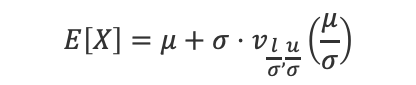 E[X] = μ + σ · v_{l/σ, u/σ}(μ/σ)